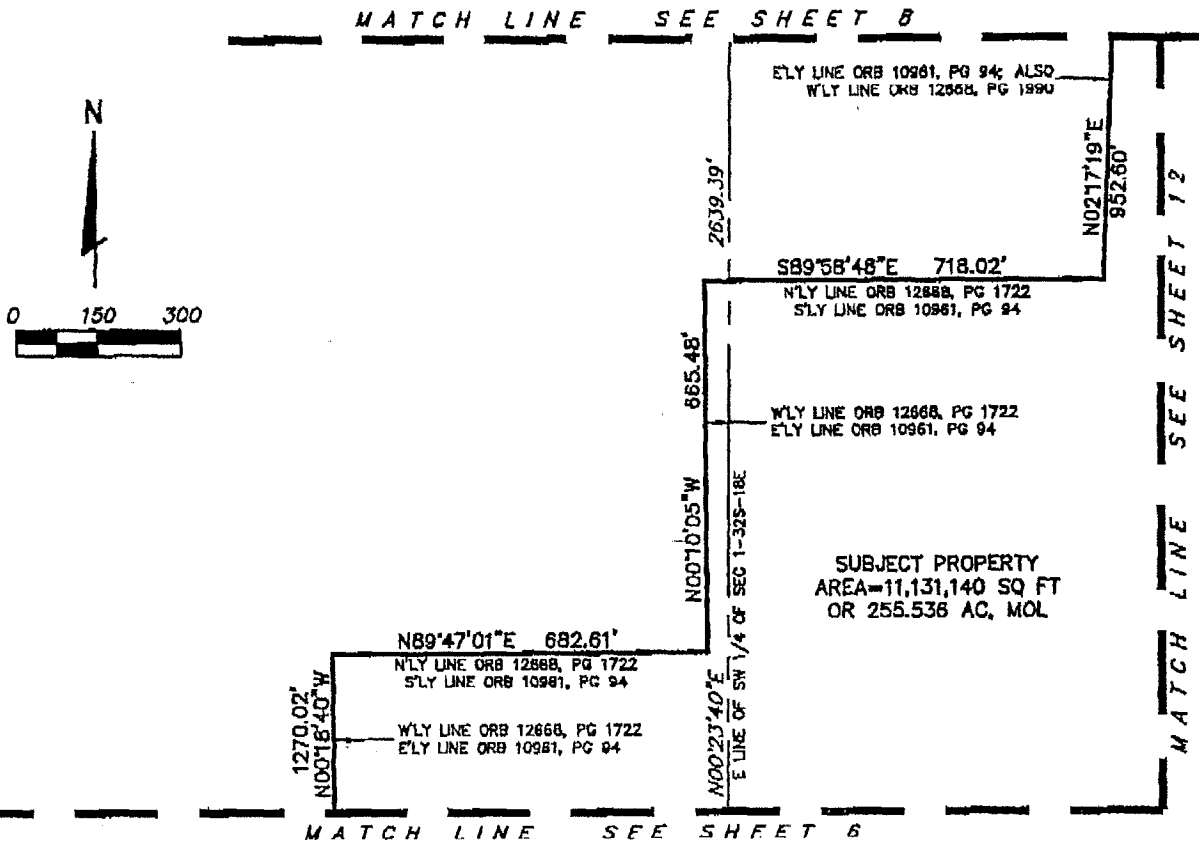 MATCH LINE SEE SHEET 8
E'LY LINE ORB 10961, PG 94; ALSO
W'LY LINE ORB 12668, PG 1990
N
N02°17'19"E
952.60'
2639.39'
0 150 300
S89°58'48"E 718.02'
N'LY LINE ORB 12668, PG 1722
S'LY LINE ORB 10961, PG 94
665.48'
N00°10'05"W
W'LY LINE ORB 12668, PG 1722
E'LY LINE ORB 10961, PG 94
MATCH LINE SEE SHEET 12
SUBJECT PROPERTY
AREA=11,131,140 SQ FT
OR 255.536 AC, MOL
N89°47'01"E 682.61'
N'LY LINE ORB 12668, PG 1722
S'LY LINE ORB 10961, PG 94
1270.02'
N00°18'40"W
W'LY LINE ORB 12668, PG 1722
E'LY LINE ORB 10961, PG 94
N00°23'40"E
E LINE OF SW 1/4 OF SEC 1-32S-18E
MATCH LINE SEE SHEET 6